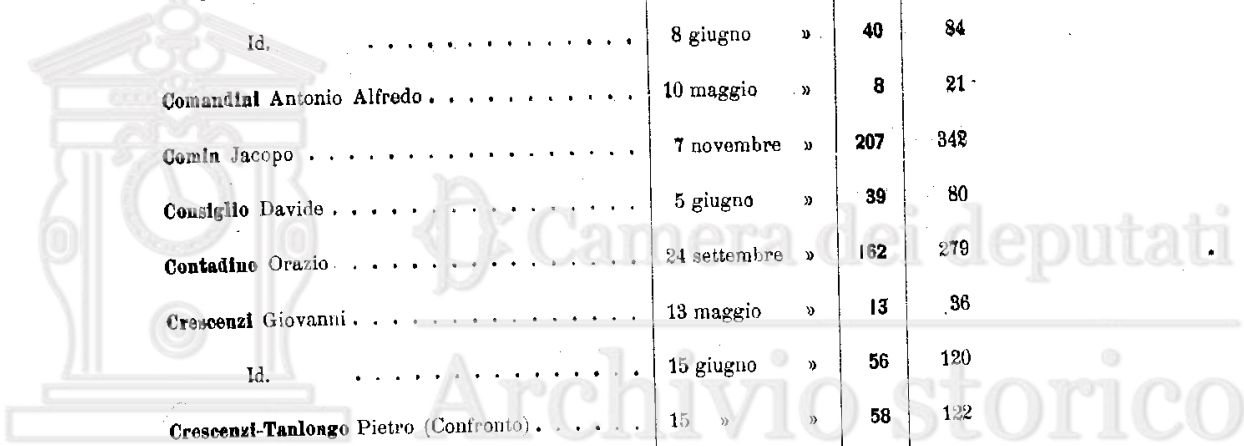 Id. . . . . . . . . . . . . . . 8 giugno » 40 84
Comandini Antonio Alfredo . . . . . . . . . . . 10 maggio » 8 21
Comin Jacopo . . . . . . . . . . . . . . . . . 7 novembre » 207 342
Consiglio Davide . . . . . . . . . . . . . . . . 5 giugno » 39 80
Contadino Orazio . . . . . . . . . . . . . . . . 24 settembre » 162 279
Crescenzi Giovanni . . . . . . . . . . . . . . . 13 maggio » 13 36
Id. . . . . . . . . . . . . . . . 15 giugno » 56 120
Crescenzi-Tanlongo Pietro (Confronto) . . . . . . 15 » » 58 122
Camera dei deputati
Archivio storico